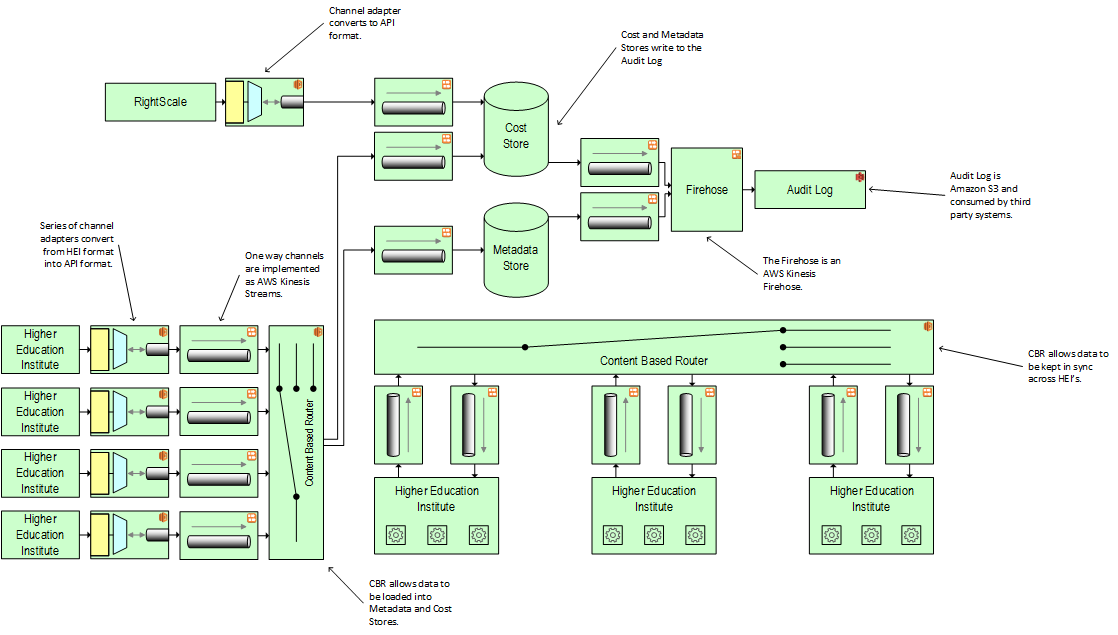 Channel adapter
converts to API
format.
Cost and Metadata
Stores write to the
Audit Log
RightScale
Cost
Store
Firehose
Audit Log
Audit Log is
Amazon S3 and
consumed by third
party systems.
Metadata
Store
The Firehose is an
AWS Kinesis
Firehose.
Series of channel
adapters convert
from HEI format
into API format.
One way channels
are implemented
as AWS Kinesis
Streams.
Higher
Education
Institute
Higher
Education
Institute
Higher
Education
Institute
Higher
Education
Institute
Content Based Router
Content Based Router
CBR allows data to
be kept in sync
across HEI's.
Higher Education
Institute
Higher Education
Institute
Higher Education
Institute
CBR allows data to
be loaded into
Metadata and Cost
Stores.